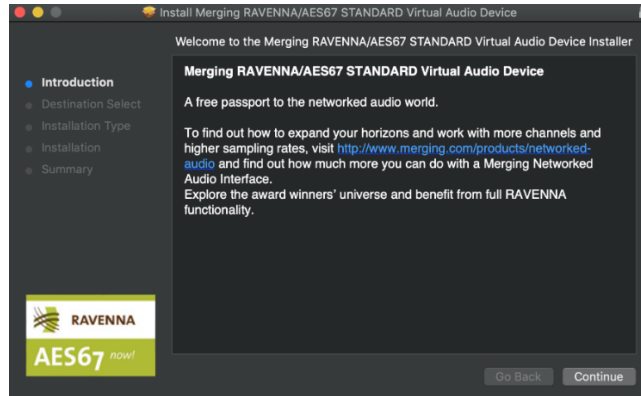 Install Merging RAVENNA/AES67 STANDARD Virtual Audio Device
Welcome to the Merging RAVENNA/AES67 STANDARD Virtual Audio Device Installer
Introduction
Destination Select
Installation Type
Installation
Summary
Merging RAVENNA/AES67 STANDARD Virtual Audio Device
A free passport to the networked audio world.
To find out how to expand your horizons and work with more channels and
higher sampling rates, visit http://www.merging.com/products/networked-
audio and find out how much more you can do with a Merging Networked
Audio Interface.
Explore the award winners' universe and benefit from full RAVENNA
functionality.
RAVENNA
AES67 now!
Go Back
Continue